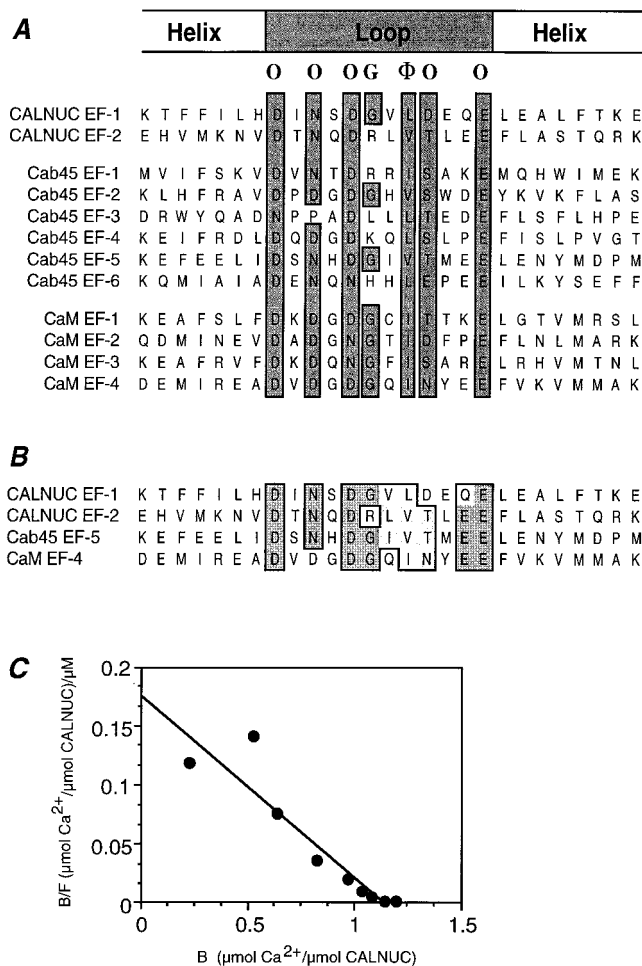 A
Helix Loop Helix
O O O G Φ O O
CALNUC EF-1 K T F F I L H D I N S D G V L D E Q E L E A L F T K E
CALNUC EF-2 E H V M K N V D T N Q D R L V T L E E F L A S T Q R K
Cab45 EF-1 M V I F S K V D V N T D R R I S A K E M Q H W I M E K
Cab45 EF-2 K L H F R A V D P D G D G H V S W D E Y K V K F L A S
Cab45 EF-3 D R W Y Q A D N P P A D L L L T E D E F L S F L H P E
Cab45 EF-4 K E I F R D L D Q D G D K Q L S L P E F I S L P V G T
Cab45 EF-5 K E F E E L I D S N H D G I V T M E E L E N Y M D P M
Cab45 EF-6 K Q M I A I A D E N Q N H H L E P E E I L K Y S E F F
CaM EF-1 K E A F S L F D K D G D G C I T T K E L G T V M R S L
CaM EF-2 Q D M I N E V D A D G N G T I D F P E F L N L M A R K
CaM EF-3 K E A F R V F D K D Q N G F I S A R E L R H V M T N L
CaM EF-4 D E M I R E A D V D G D G Q I N Y E E F V K V M M A K
B
CALNUC EF-1 K T F F I L H D I N S D G V L D E Q E L E A L F T K E
CALNUC EF-2 E H V M K N V D T N Q D R L V T L E E F L A S T Q R K
Cab45 EF-5 K E F E E L I D S N H D G I V T M E E L E N Y M D P M
CaM EF-4 D E M I R E A D V D G D G Q I N Y E E F V K V M M A K
C
B/F (µmol Ca2+/µmol CALNUC)/µM
0.2
0.15
0.1
0.05
0
0 0.5 1 1.5
B (µmol Ca2+/µmol CALNUC)